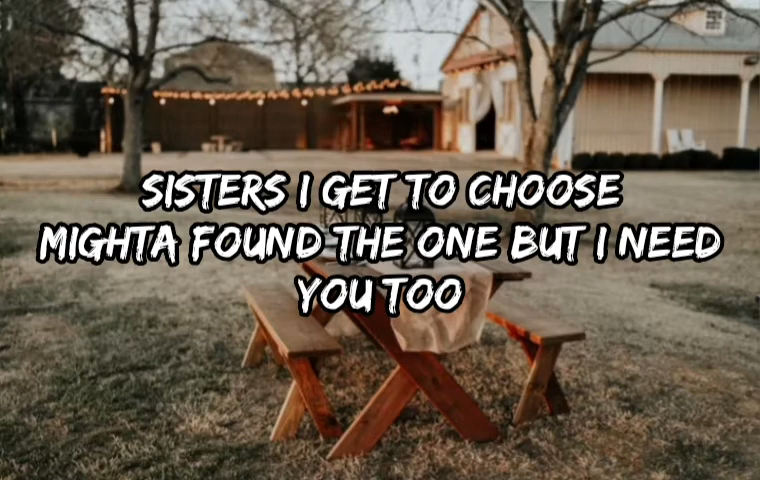 SISTERS I GET TO CHOOSE
MIGHTA FOUND THE ONE BUT I NEED
YOU TOO